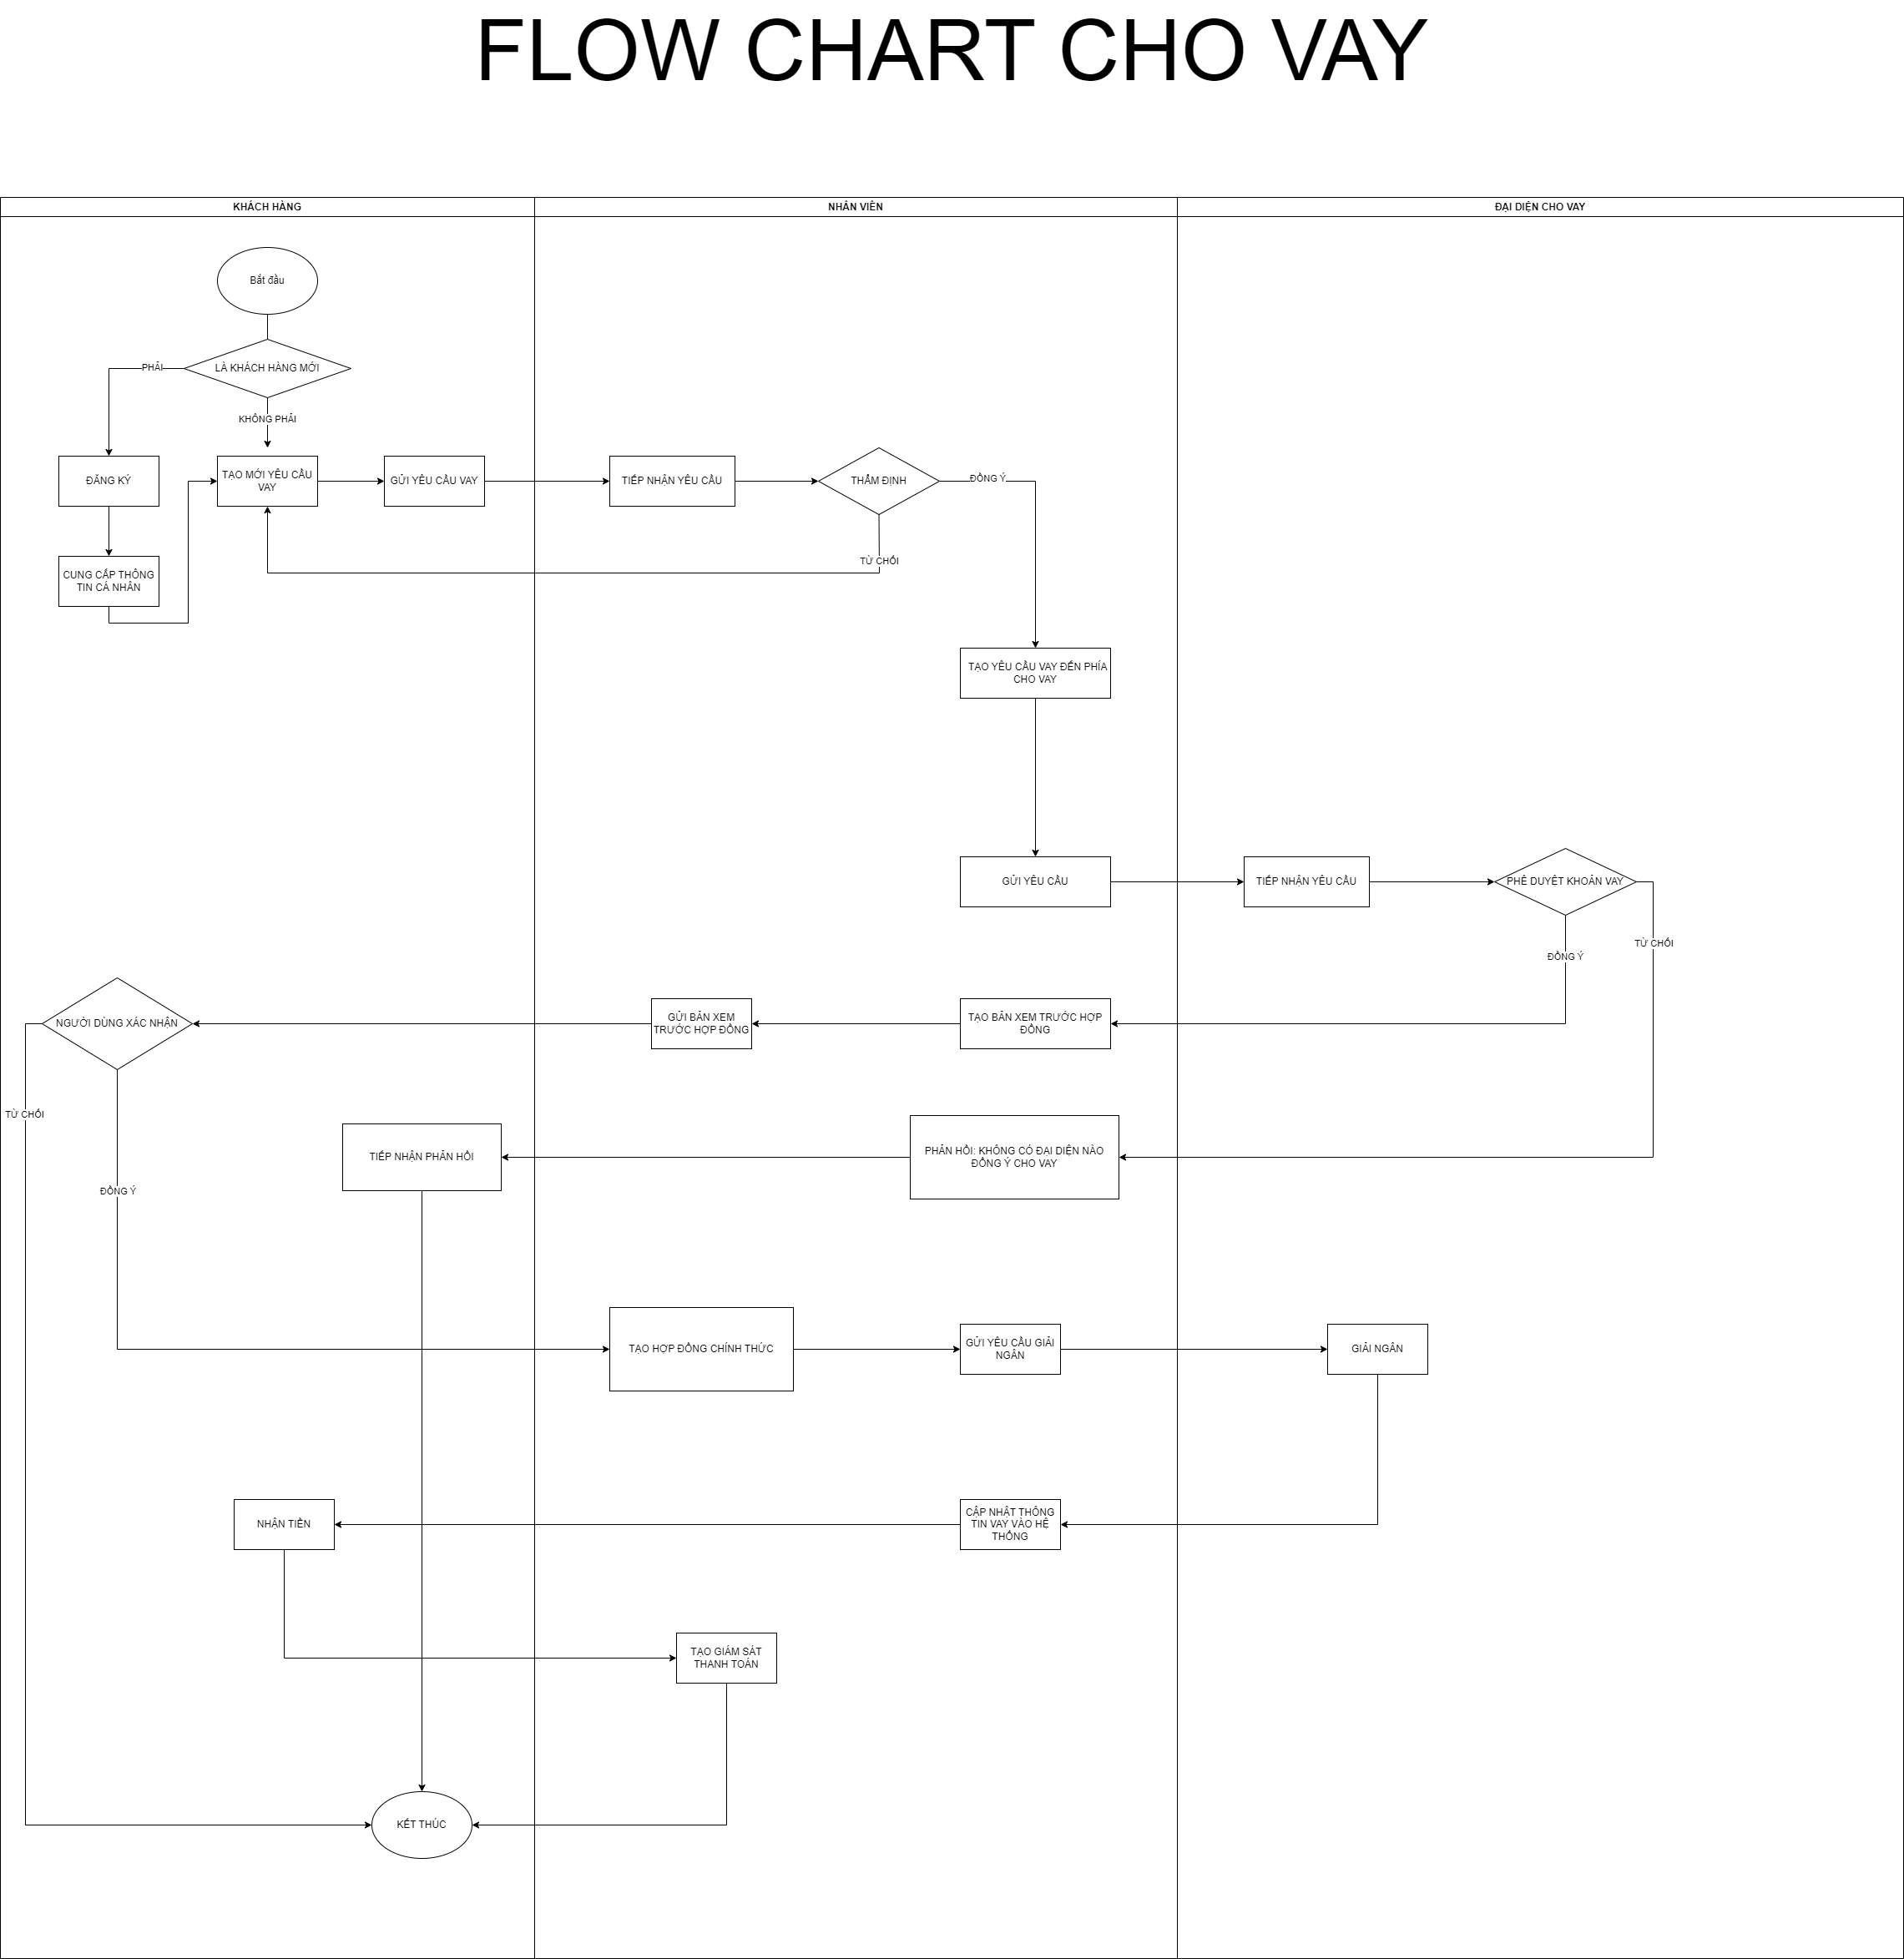 FLOW CHART CHO VAY
KHÁCH HÀNG
NHÂN VIÊN
ĐẠI DIỆN CHO VAY
Bắt đầu
LÀ KHÁCH HÀNG MỚI
PHẢI
KHÔNG PHẢI
ĐĂNG KÝ
TẠO MỚI YÊU CẦU
VAY
GỬI YÊU CẦU VAY
TIẾP NHẬN YÊU CẦU
THẨM ĐỊNH
ĐỒNG Ý
TỪ CHỐI
CUNG CẤP THÔNG
TIN CÁ NHÂN
TẠO YÊU CẦU VAY ĐẾN PHÍA
CHO VAY
GỬI YÊU CẦU
TIẾP NHẬN YÊU CẦU
PHÊ DUYỆT KHOẢN VAY
TỪ CHỐI
ĐỒNG Ý
NGƯỜI DÙNG XÁC NHẬN
GỬI BẢN XEM
TRƯỚC HỢP ĐỒNG
TẠO BẢN XEM TRƯỚC HỢP
ĐỒNG
TỪ CHỐI
TIẾP NHẬN PHẢN HỒI
PHẢN HỒI: KHÔNG CÓ ĐẠI DIỆN NÀO
ĐỒNG Ý CHO VAY
ĐỒNG Ý
TẠO HỢP ĐỒNG CHÍNH THỨC
GỬI YÊU CẦU GIẢI
NGÂN
GIẢI NGÂN
NHẬN TIỀN
CẬP NHẬT THÔNG
TIN VAY VÀO HỆ
THỐNG
TẠO GIÁM SÁT
THANH TOÁN
KẾT THÚC